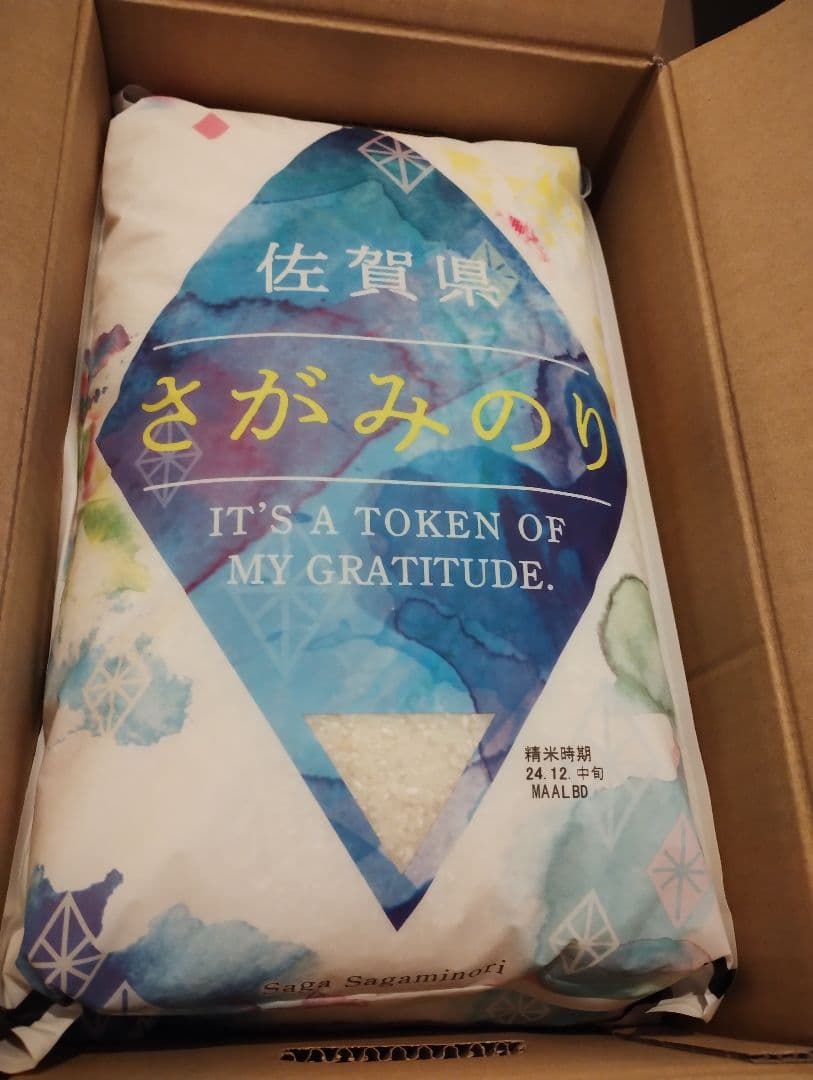 佐賀県
さがみのり
IT'S A TOKEN OF
MY GRATITUDE.
精米時期
24.12.中旬
MAALBD
Saga Sagaminori